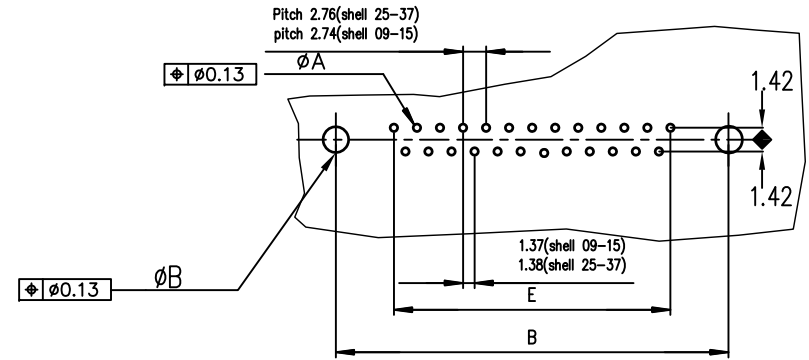 Pitch 2.76(shell 25-37)
pitch 2.74(shell 09-15)
⌖ ø0.13
øA
1.42
1.42
1.37(shell 09-15)
1.38(shell 25-37)
⌖ ø0.13
øB
E
B